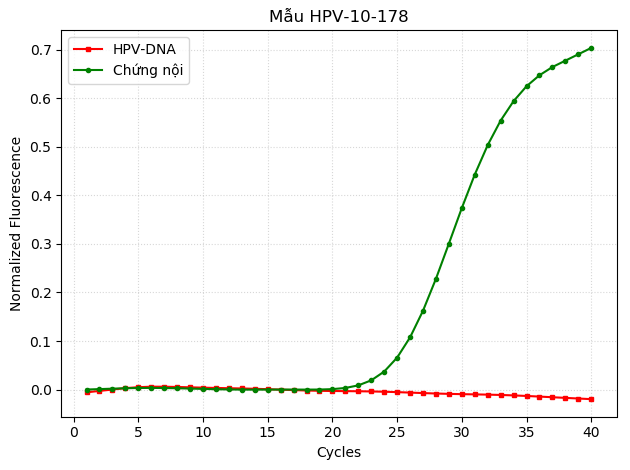 Mẫu HPV-10-178
HPV-DNA
Chứng nội
Normalized Fluorescence
0.7
0.6
0.5
0.4
0.3
0.2
0.1
0.0
0 5 10 15 20 25 30 35 40
Cycles